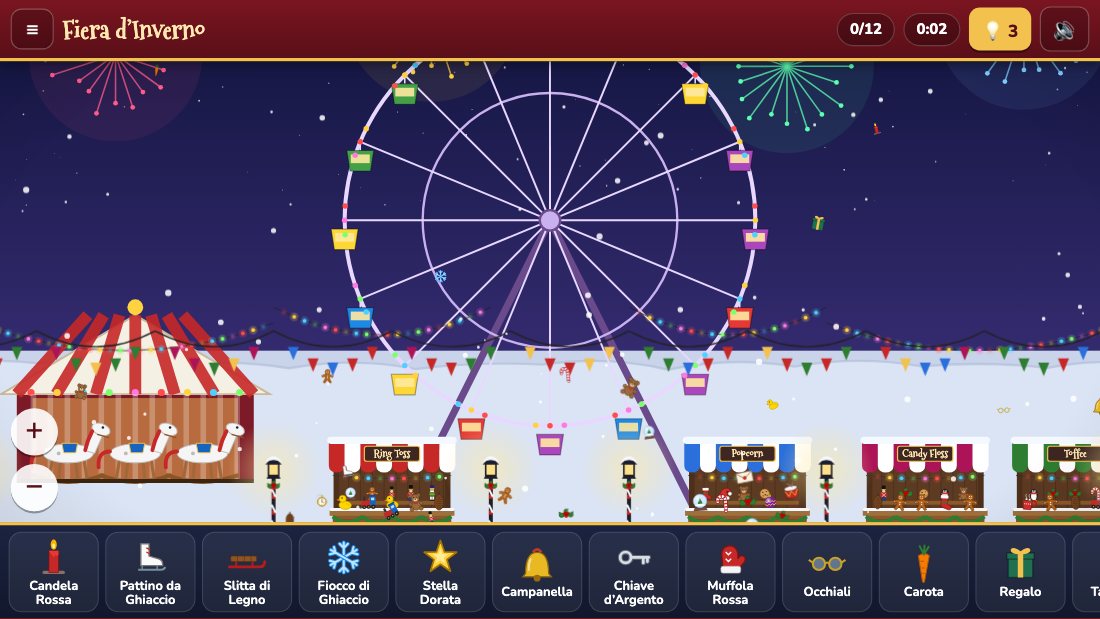 Fiera d'Inverno
0/12
0:02
3
Ring Toss
Popcorn
Candy Floss
Toffee
Candela
Rossa
Pattino da
Ghiaccio
Slitta di
Legno
Fiocco di
Ghiaccio
Stella
Dorata
Campanella
Chiave
d'Argento
Muffola
Rossa
Occhiali
Carota
Regalo